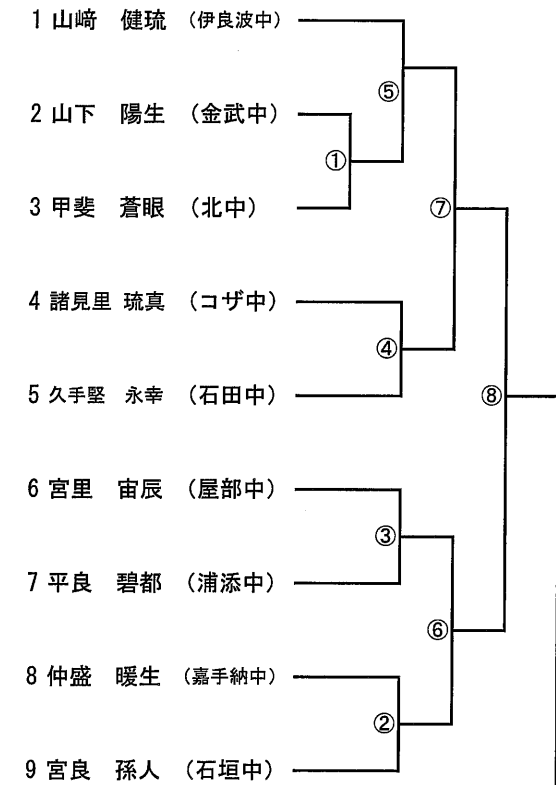 1 山﨑 健琉 (伊良波中)
⑤
2 山下 陽生 (金武中)
①
3 甲斐 蒼眼 (北中)
⑦
4 諸見里 琉真 (コザ中)
④
5 久手堅 永幸 (石田中)
⑧
6 宮里 宙辰 (屋部中)
③
7 平良 碧都 (浦添中)
⑥
8 仲盛 暖生 (嘉手納中)
②
9 宮良 孫人 (石垣中)